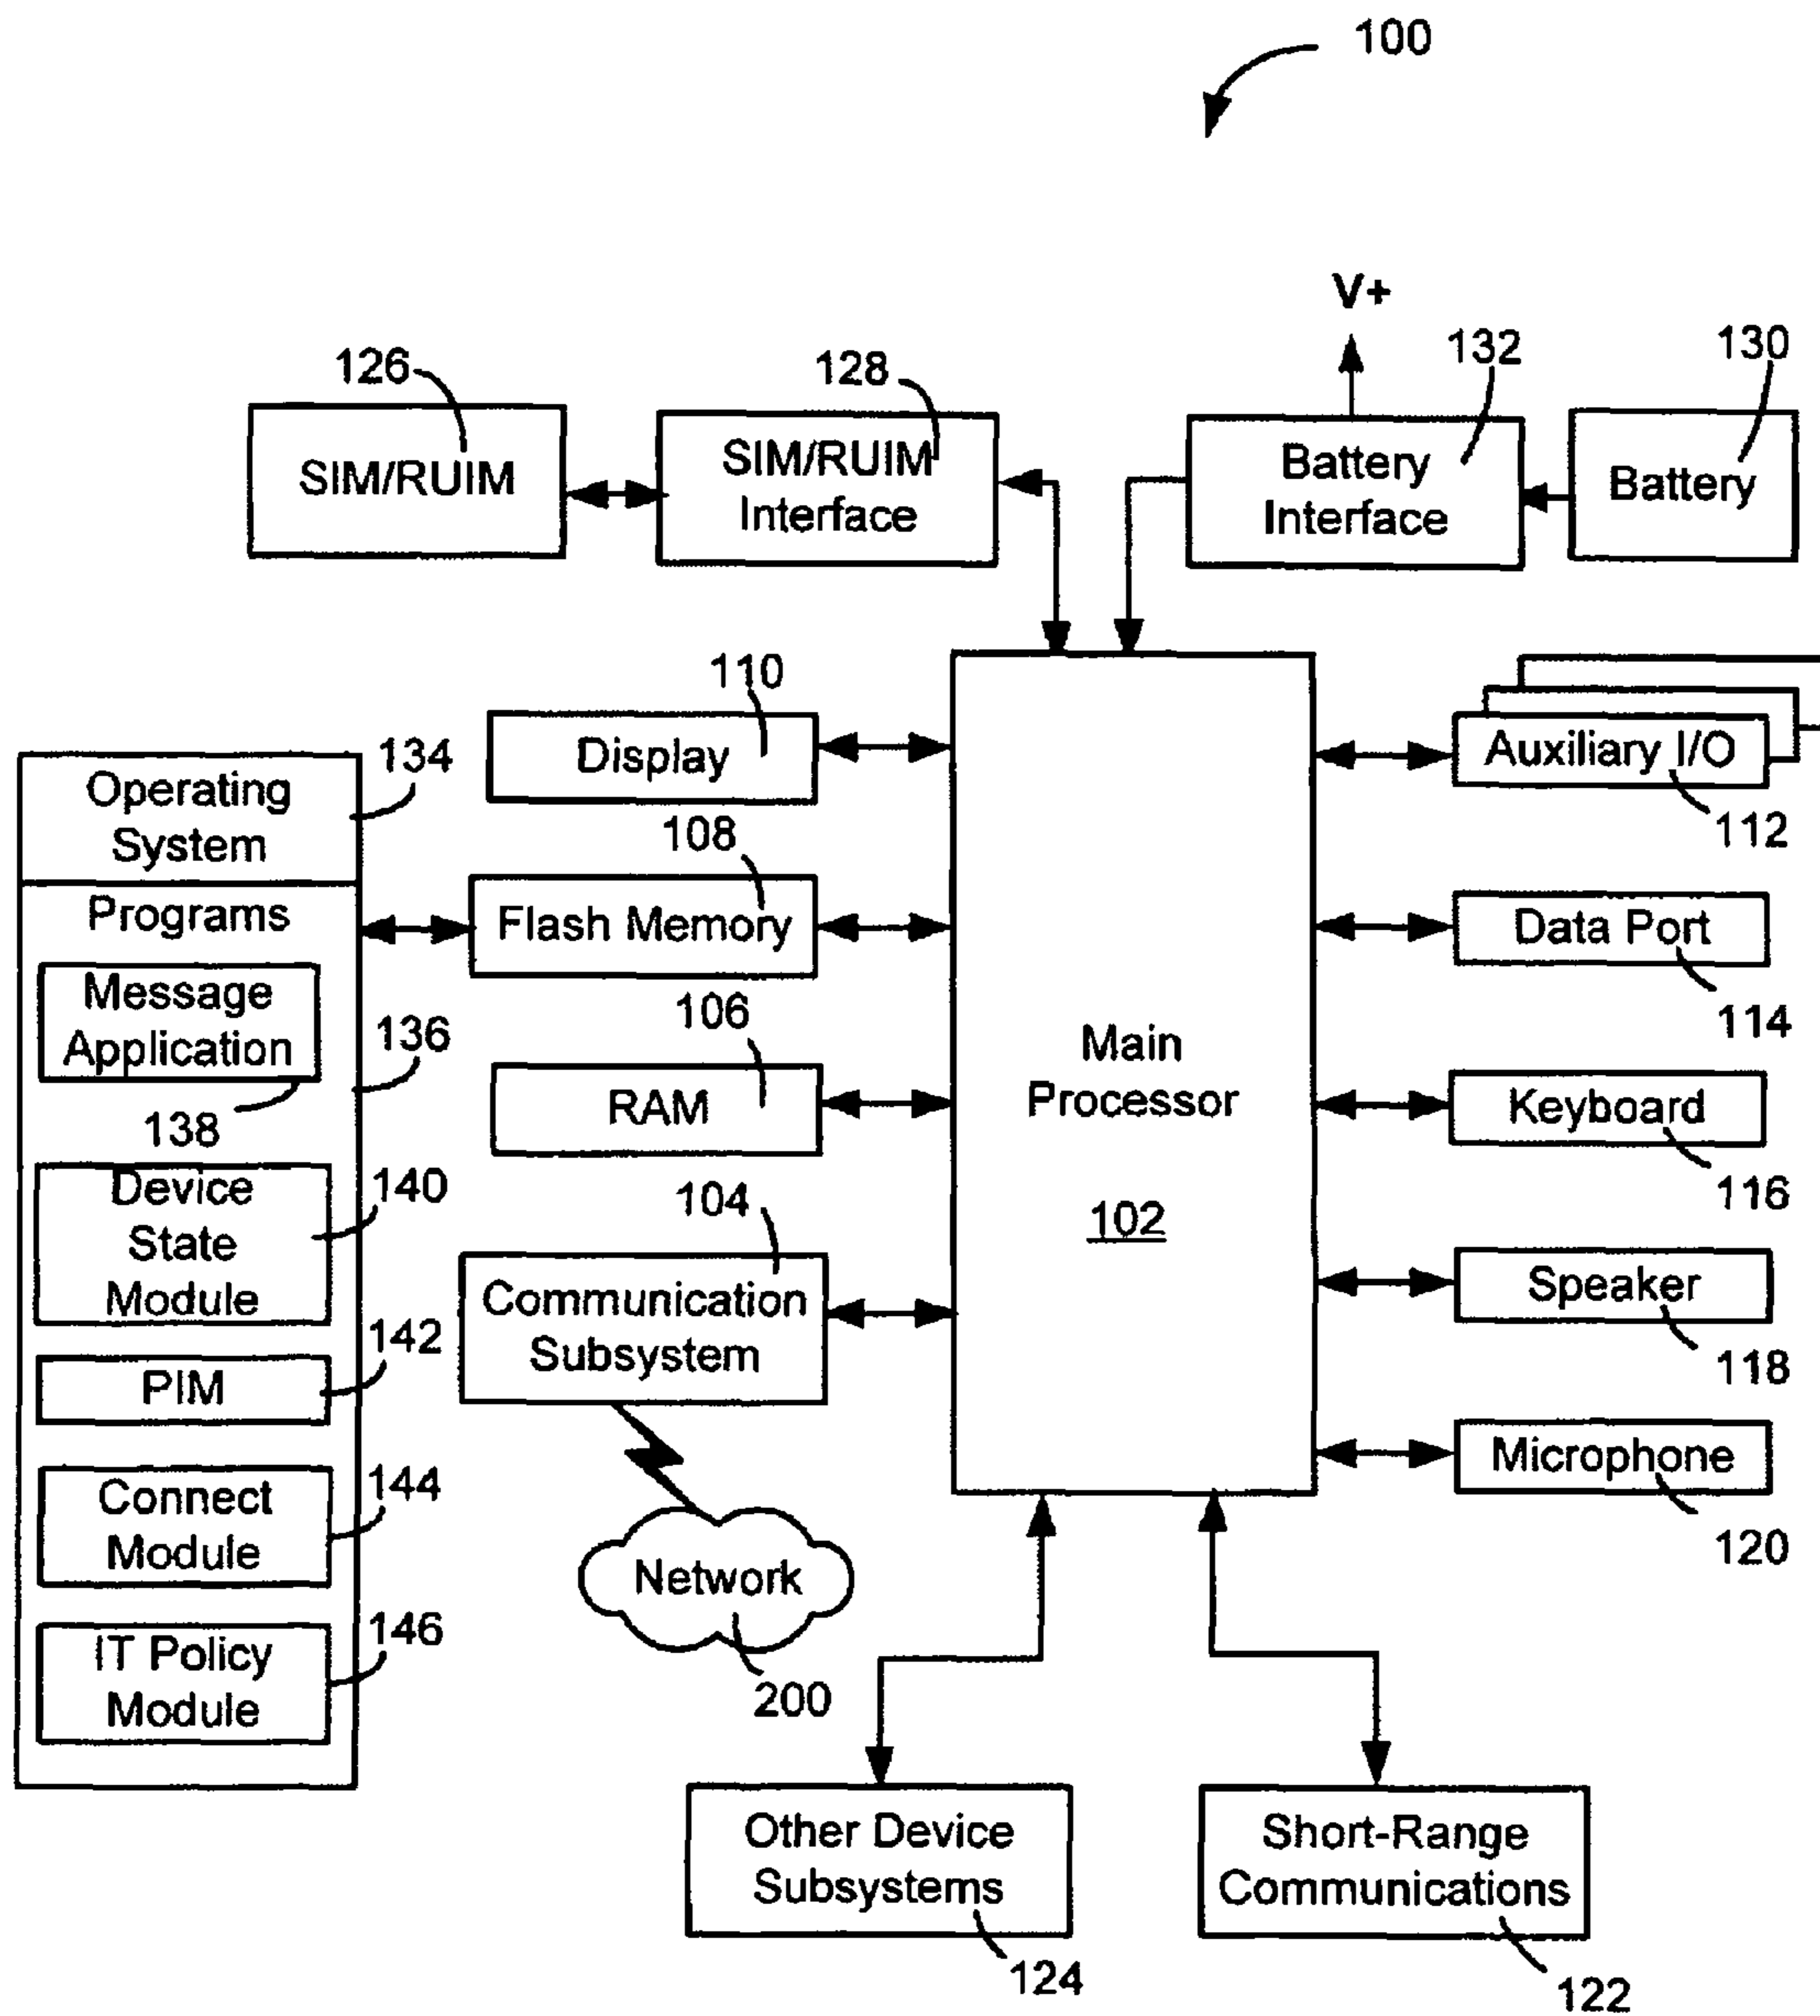 100
V+
126
128
132
130
SIM/RUIM
SIM/RUIM
Interface
Battery
Interface
Battery
110
Display
Auxiliary I/O
112
134
Operating
System
108
Flash Memory
Programs
Data Port
114
Message
Application
138
136
106
RAM
Main
Processor
102
Keyboard
116
Device
State
Module
140
104
Communication
Subsystem
Speaker
118
PIM
142
Microphone
120
Connect
Module
144
Network
200
IT Policy
Module
146
Other Device
Subsystems
124
Short-Range
Communications
122